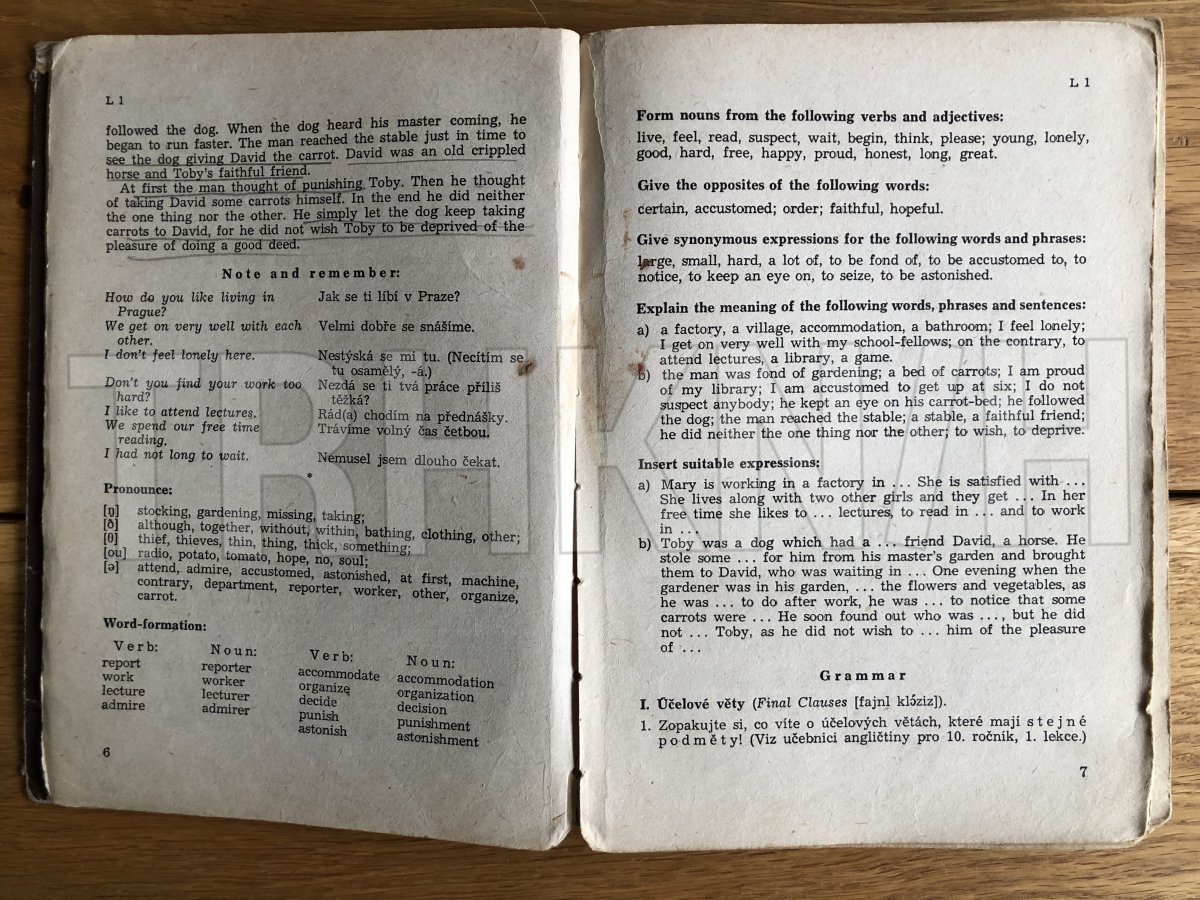 L 1
followed the dog. When the dog heard his master coming, he
began to run faster. The man reached the stable just in time to
see the dog giving David the carrot. David was an old crippled
horse and Toby's faithful friend.
At first the man thought of punishing Toby. Then he thought
of taking David some carrots himself. In the end he did neither
the one thing nor the other. He simply let the dog keep taking
carrots to David, for he did not wish Toby to be deprived of the
pleasure of doing a good deed.
Note and remember:
How do you like living in Jak se ti líbí v Praze?
Prague?
We get on very well with each Velmi dobře se snášíme.
other.
I don't feel lonely here. Nestýská se mi tu. (Necítím se
tu osamělý, -á.)
Don't you find your work too Nezdá se ti tvá práce příliš
hard? těžká?
I like to attend lectures. Rád(a) chodím na přednášky.
We spend our free time Trávíme volný čas četbou.
reading.
I had not long to wait. Nemusel jsem dlouho čekat.
Pronounce:
[ŋ] stocking, gardening, missing, taking;
[ð] although, together, without, within, bathing, clothing, other;
[θ] thief, thieves, thin, thing, thick, something;
[ou] radio, potato, tomato, hope, no, soul;
[ə] attend, admire, accustomed, astonished, at first, machine,
contrary, department, reporter, worker, other, organize,
carrot.
Word-formation:
Verb: Noun: Verb: Noun:
report reporter accommodate accommodation
work worker organize organization
lecture lecturer decide decision
admire admirer punish punishment
astonish astonishment
6
L 1
Form nouns from the following verbs and adjectives:
live, feel, read, suspect, wait, begin, think, please; young, lonely,
good, hard, free, happy, proud, honest, long, great.
Give the opposites of the following words:
certain, accustomed; order; faithful, hopeful.
Give synonymous expressions for the following words and phrases:
large, small, hard, a lot of, to be fond of, to be accustomed to, to
notice, to keep an eye on, to seize, to be astonished.
Explain the meaning of the following words, phrases and sentences:
a) a factory, a village, accommodation, a bathroom; I feel lonely;
I get on very well with my school-fellows; on the contrary, to
attend lectures, a library, a game.
b) the man was fond of gardening; a bed of carrots; I am proud
of my library; I am accustomed to get up at six; I do not
suspect anybody; he kept an eye on his carrot-bed; he followed
the dog; the man reached the stable; a stable, a faithful friend;
he did neither the one thing nor the other; to wish, to deprive.
Insert suitable expressions:
a) Mary is working in a factory in ... She is satisfied with ...
She lives along with two other girls and they get ... In her
free time she likes to ... lectures, to read in ... and to work
in ...
b) Toby was a dog which had a ... friend David, a horse. He
stole some ... for him from his master's garden and brought
them to David, who was waiting in ... One evening when the
gardener was in his garden, ... the flowers and vegetables, as
he was ... to do after work, he was ... to notice that some
carrots were ... He soon found out who was ..., but he did
not ... Toby, as he did not wish to ... him of the pleasure
of ...
Grammar
I. Účelové věty (Final Clauses [fajnl klóziz]).
1. Zopakujte si, co víte o účelových větách, které mají stejné
podměty! (Viz učebnici angličtiny pro 10. ročník, 1. lekce.)
7
TRHKNIH